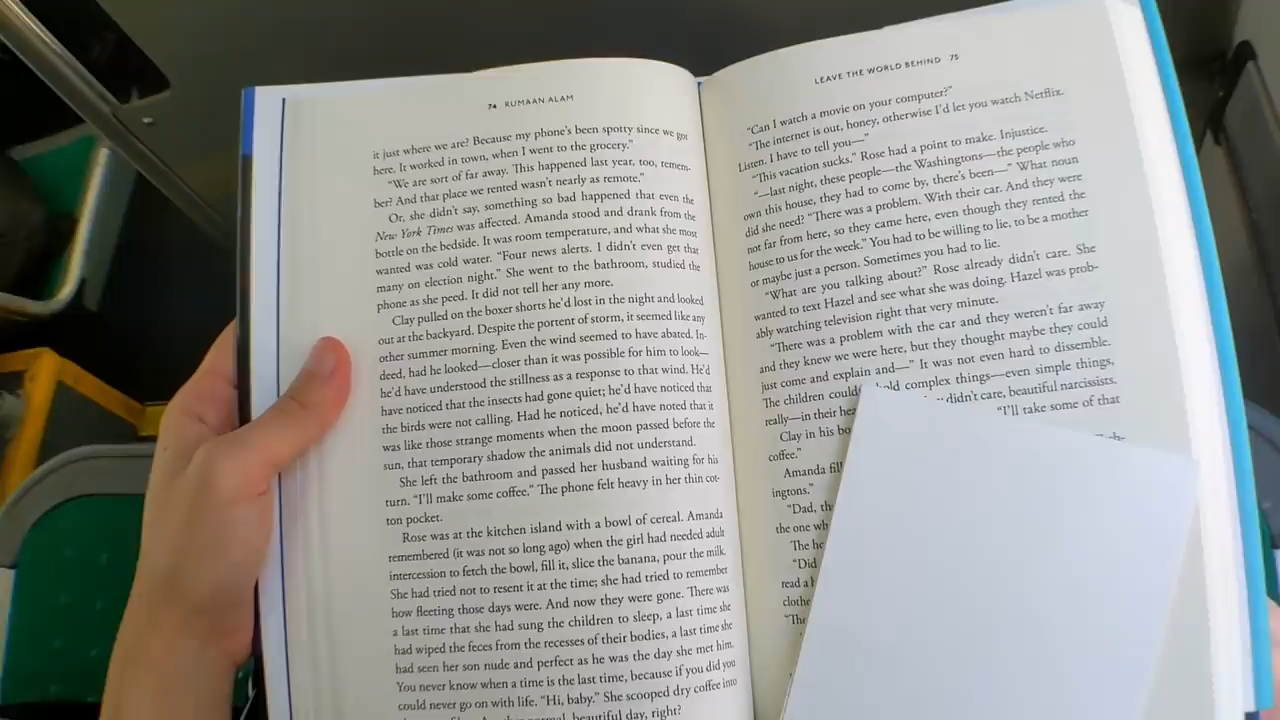 74 RUMAAN ALAM
it just where we are? Because my phone's been spotty since we got
here. It worked in town, when I went to the grocery."
"We are sort of far away. This happened last year, too, remem-
ber? And that place we rented wasn't nearly as remote."
Or, she didn't say, something so bad happened that even the
New York Times was affected. Amanda stood and drank from the
bottle on the bedside. It was room temperature, and what she most
wanted was cold water. "Four news alerts. I didn't even get that
many on election night." She went to the bathroom, studied the
phone as she peed. It did not tell her any more.
Clay pulled on the boxer shorts he'd lost in the night and looked
out at the backyard. Despite the portent of storm, it seemed like any
other summer morning. Even the wind seemed to have abated. In-
deed, had he looked—closer than it was possible for him to look—
he'd have understood the stillness as a response to that wind. He'd
have noticed that the insects had gone quiet; he'd have noticed that
the birds were not calling. Had he noticed, he'd have noted that it
was like those strange moments when the moon passed before the
sun, that temporary shadow the animals did not understand.
She left the bathroom and passed her husband waiting for his
turn. "I'll make some coffee." The phone felt heavy in her thin cot-
ton pocket.
Rose was at the kitchen island with a bowl of cereal. Amanda
remembered (it was not so long ago) when the girl had needed adult
intercession to fetch the bowl, fill it, slice the banana, pour the milk.
She had tried not to resent it at the time; she had tried to remember
how fleeting those days were. And now they were gone. There was
a last time that she had sung the children to sleep, a last time she
had wiped the feces from the recesses of their bodies, a last time she
had seen her son nude and perfect as he was the day she met him.
You never know when a time is the last time, because if you did you
could never go on with life. "Hi, baby." She scooped dry coffee into
normal, beautiful day, right?
LEAVE THE WORLD BEHIND 75
"Can I watch a movie on your computer?"
"The internet is out, honey, otherwise I'd let you watch Netflix.
Listen. I have to tell you—"
"This vacation sucks." Rose had a point to make. Injustice.
"—last night, these people—the Washingtons—the people who
own this house, they had to come by, there's been—" What noun
did she need? "There was a problem. With their car. And they were
not far from here, so they came here, even though they rented the
house to us for the week." You had to be willing to lie, to be a mother
or maybe just a person. Sometimes you had to lie.
"What are you talking about?" Rose already didn't care. She
wanted to text Hazel and see what she was doing. Hazel was prob-
ably watching television right that very minute.
"There was a problem with the car and they weren't far away
and they knew we were here, but they thought maybe they could
just come and explain and—" It was not even hard to dissemble.
The children could complex things—even simple things,
really—in their didn't care, beautiful narcissists.
Clay in his "I'll take some of that
coffee."
Amanda
ingtons."
"Dad,
the one
The
"Did
read a